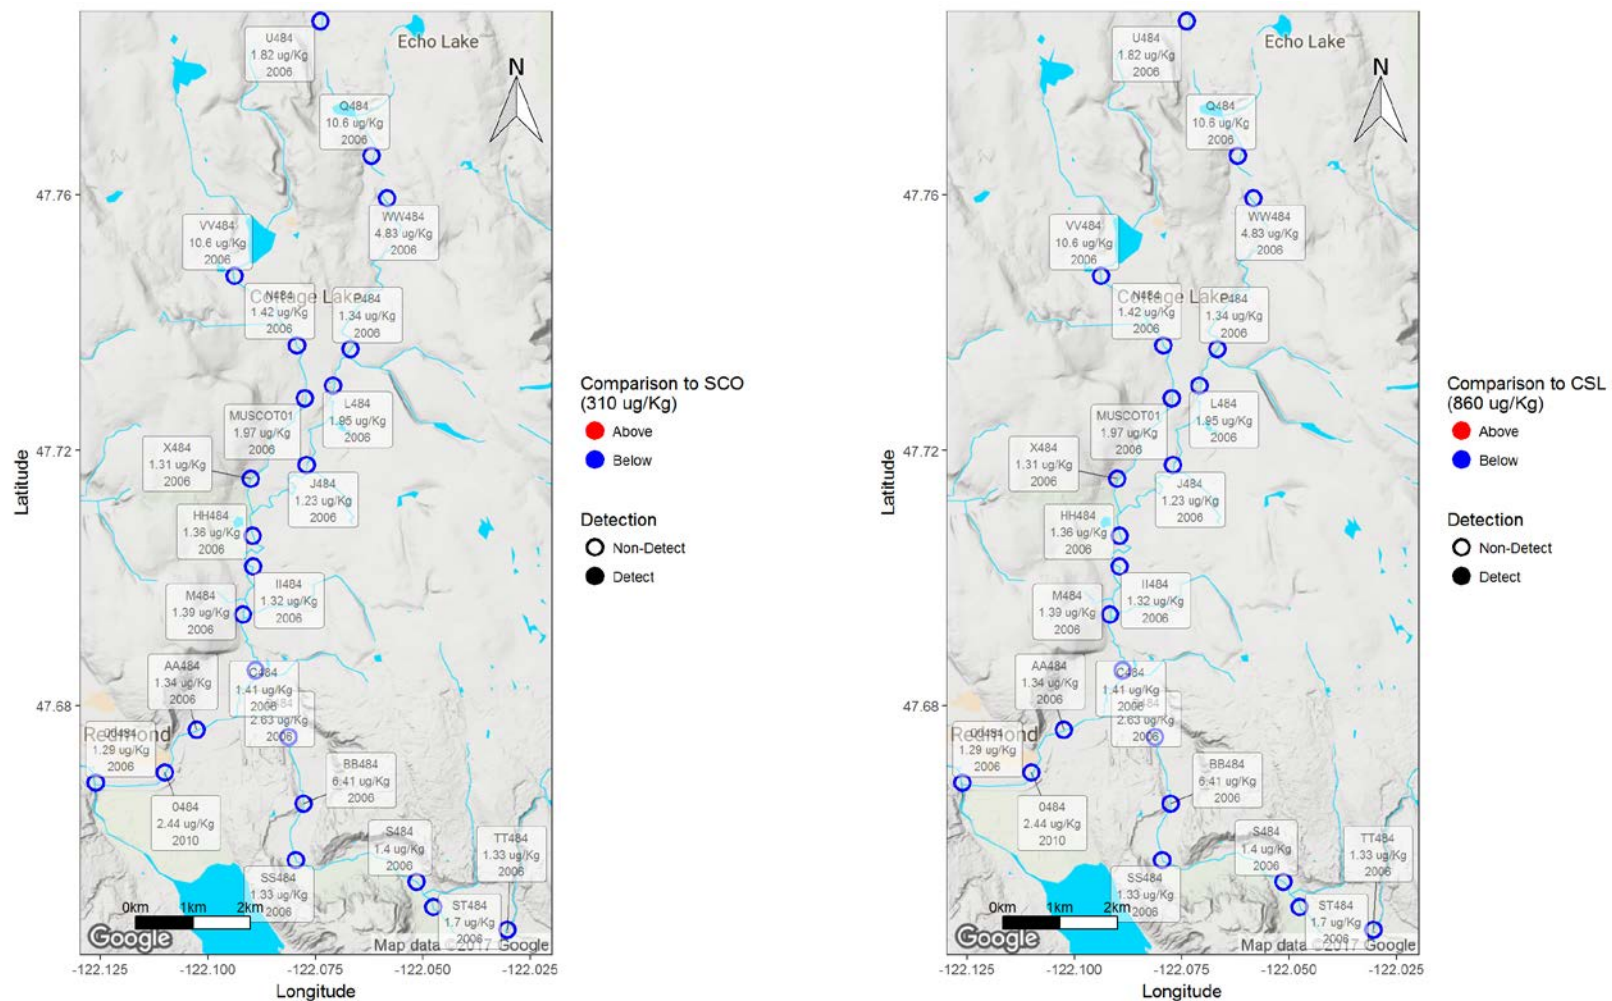 Echo Lake
N
U484
1.82 ug/Kg
2006
Q484
10.6 ug/Kg
2006
47.76
WW484
4.83 ug/Kg
2006
VV484
10.6 ug/Kg
2006
Cottage Lake
N484
1.42 ug/Kg
2006
P484
1.34 ug/Kg
2006
L484
1.95 ug/Kg
2006
MUSCOT01
1.97 ug/Kg
2006
47.72
X484
1.31 ug/Kg
2006
J484
1.23 ug/Kg
2006
HH484
1.36 ug/Kg
2006
II484
1.32 ug/Kg
2006
M484
1.39 ug/Kg
2006
AA484
1.34 ug/Kg
2006
C484
1.41 ug/Kg
2006
2.63 ug/Kg
2006
47.68
Redmond
1.29 ug/Kg
2006
BB484
6.41 ug/Kg
2006
0484
2.44 ug/Kg
2010
S484
1.4 ug/Kg
2006
TT484
1.33 ug/Kg
2006
SS484
1.33 ug/Kg
2006
ST484
1.7 ug/Kg
2006
0km 1km 2km
Google
Map data ©2017 Google
-122.125 -122.100 -122.075 -122.050 -122.025
Longitude
Latitude
Comparison to SCO
(310 ug/Kg)
Above
Below
Detection
Non-Detect
Detect
Echo Lake
N
U484
1.82 ug/Kg
2006
Q484
10.6 ug/Kg
2006
47.76
WW484
4.83 ug/Kg
2006
VV484
10.6 ug/Kg
2006
Cottage Lake
N484
1.42 ug/Kg
2006
P484
1.34 ug/Kg
2006
L484
1.95 ug/Kg
2006
MUSCOT01
1.97 ug/Kg
2006
47.72
X484
1.31 ug/Kg
2006
J484
1.23 ug/Kg
2006
HH484
1.36 ug/Kg
2006
II484
1.32 ug/Kg
2006
M484
1.39 ug/Kg
2006
AA484
1.34 ug/Kg
2006
C484
1.41 ug/Kg
2006
2.63 ug/Kg
2006
47.68
Redmond
1.29 ug/Kg
2006
BB484
6.41 ug/Kg
2006
0484
2.44 ug/Kg
2010
S484
1.4 ug/Kg
2006
TT484
1.33 ug/Kg
2006
SS484
1.33 ug/Kg
2006
ST484
1.7 ug/Kg
2006
0km 1km 2km
Google
Map data ©2017 Google
-122.125 -122.100 -122.075 -122.050 -122.025
Longitude
Latitude
Comparison to CSL
(860 ug/Kg)
Above
Below
Detection
Non-Detect
Detect